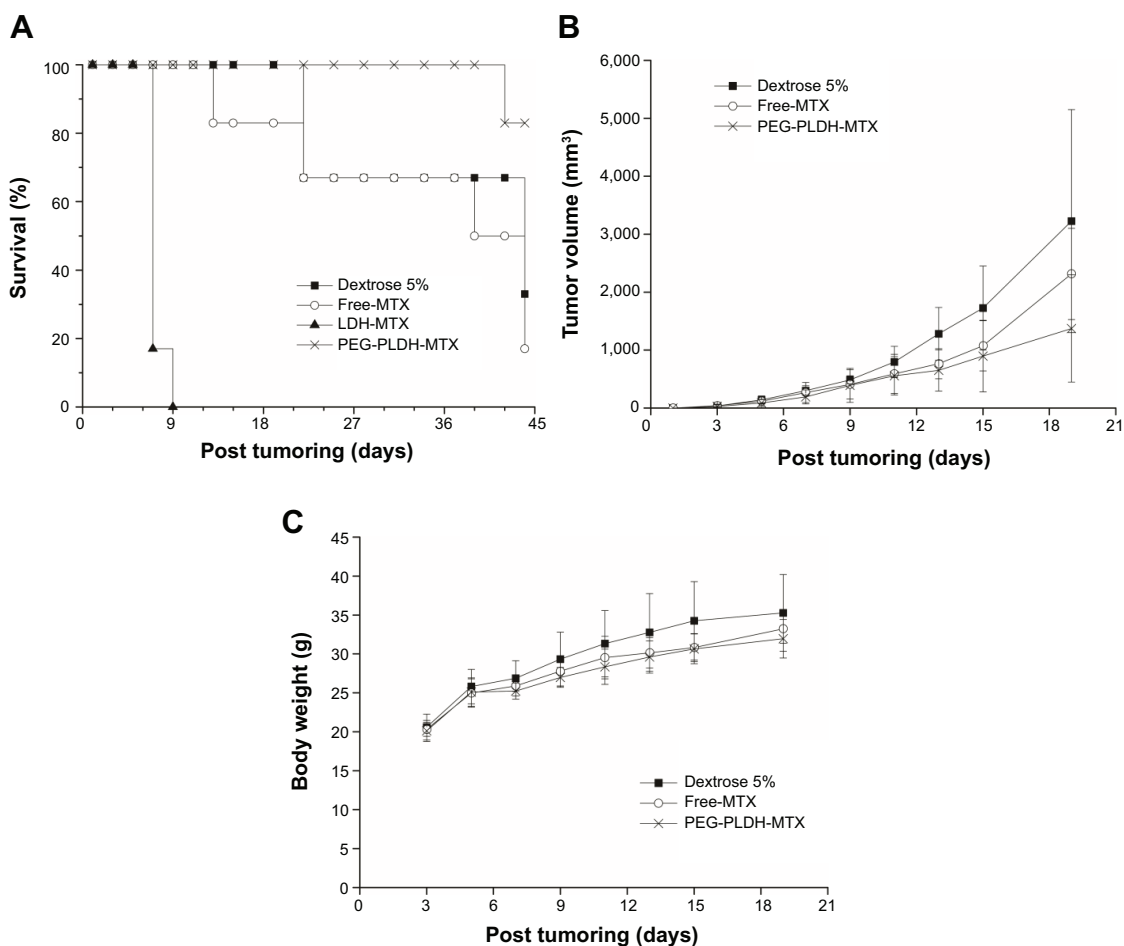 A
Survival (%)
100
80
60
40
20
0
0
9
18
27
36
45
Post tumoring (days)
Dextrose 5%
Free-MTX
LDH-MTX
PEG-PLDH-MTX
B
Tumor volume (mm³)
6,000
5,000
4,000
3,000
2,000
1,000
0
0
3
6
9
12
15
18
21
Post tumoring (days)
Dextrose 5%
Free-MTX
PEG-PLDH-MTX
C
Body weight (g)
45
40
35
30
25
20
15
10
5
0
0
3
6
9
12
15
18
21
Post tumoring (days)
Dextrose 5%
Free-MTX
PEG-PLDH-MTX